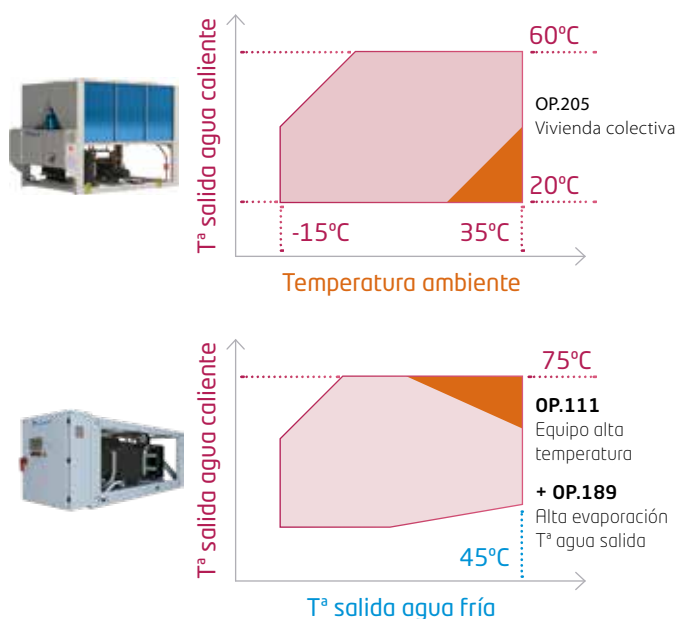 Tª salida agua caliente
60ºC
OP.205
Vivienda colectiva
20ºC
-15ºC
35ºC
Temperatura ambiente
Tª salida agua caliente
75ºC
OP.111
Equipo alta
temperatura
+ OP.189
Alta evaporación
Tª agua salida
45ºC
Tª salida agua fría